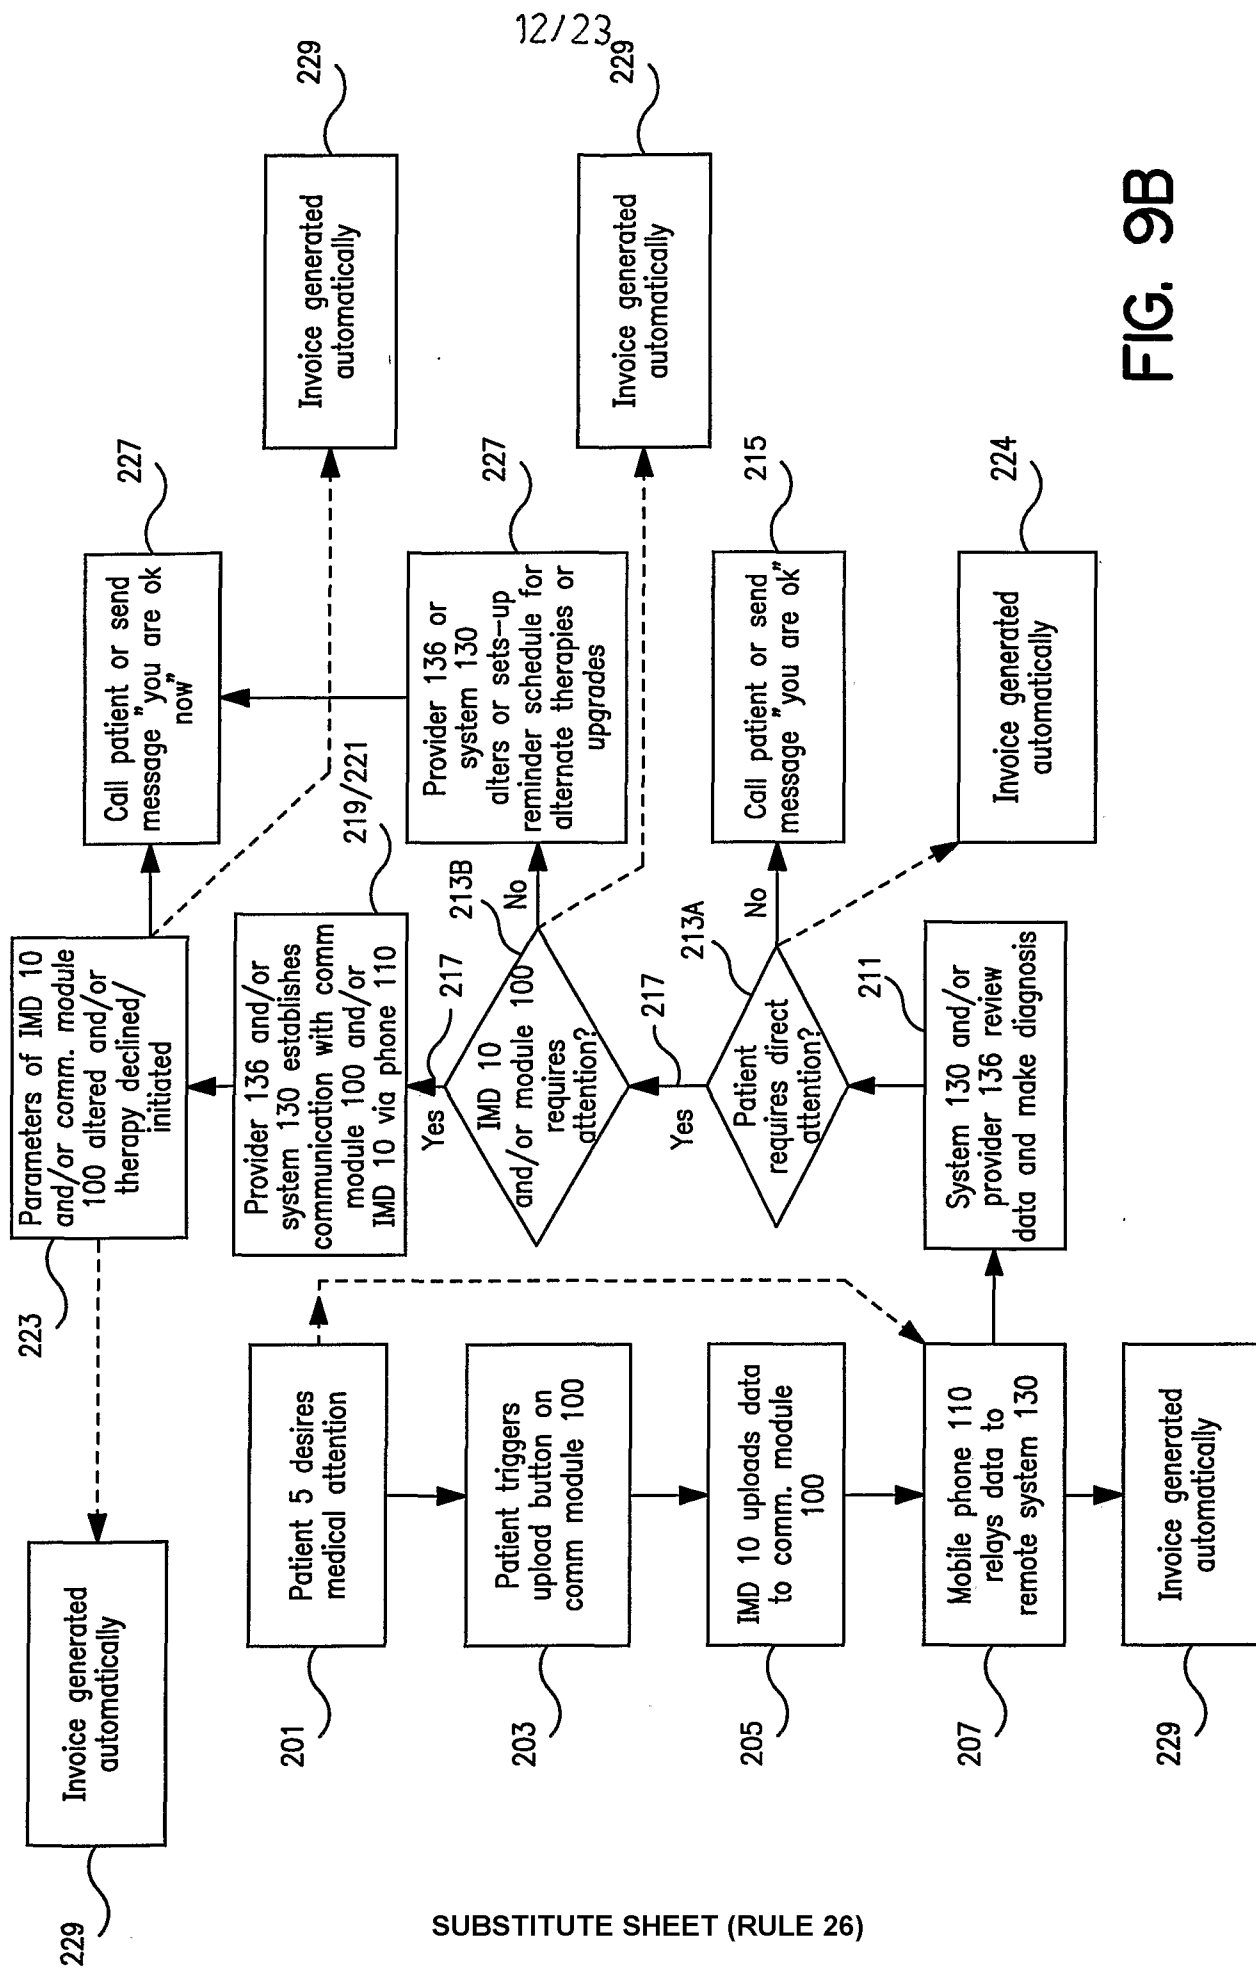 12/23
229
Invoice generated
automatically
201
Patient 5 desires
medical attention
203
Patient triggers
upload button on
comm module 100
205
IMD 10 uploads data
to comm. module
100
207
Mobile phone 110
relays data to
remote system 130
229
Invoice generated
automatically
223
Parameters of IMD 10
and/or comm. module
100 altered and/or
therapy declined/
initiated
219/221
Provider 136 and/or
system 130 establishes
communication with comm
module 100 and/or
IMD 10 via phone 110
Yes
217
213B
IMD 10
and/or module 100
requires
attention?
No
Yes
217
213A
Patient
requires direct
attention?
No
211
System 130 and/or
provider 136 review
data and make diagnosis
227
Call patient or send
message "you are ok
now"
227
Provider 136 or
system 130
alters or sets-up
reminder schedule for
alternate therapies or
upgrades
215
Call patient or send
message "you are ok"
224
Invoice generated
automatically
229
Invoice generated
automatically
229
Invoice generated
automatically
FIG. 9B
SUBSTITUTE SHEET (RULE 26)